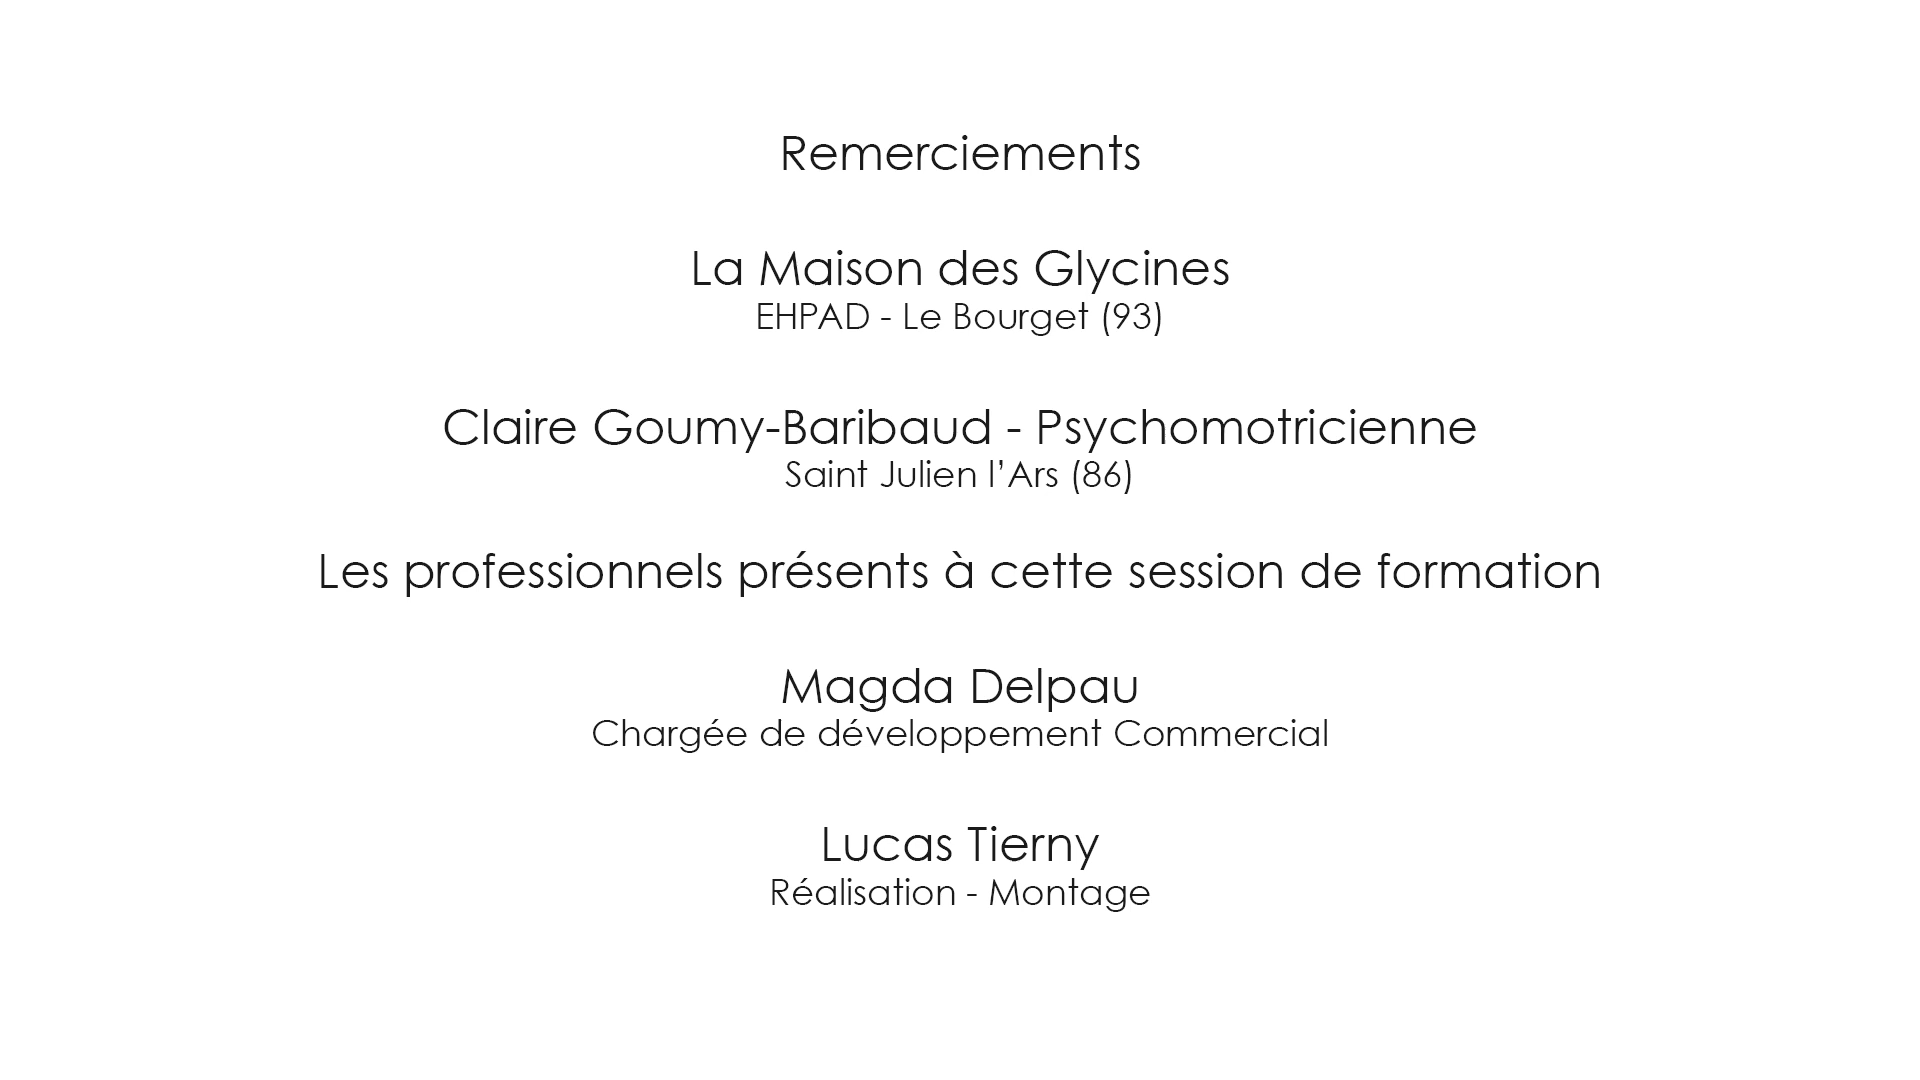 Remerciements
La Maison des Glycines
EHPAD - Le Bourget (93)
Claire Goumy-Baribaud - Psychomotricienne
Saint Julien l’Ars (86)
Les professionnels présents à cette session de formation
Magda Delpau
Chargée de développement Commercial
Lucas Tierny
Réalisation - Montage